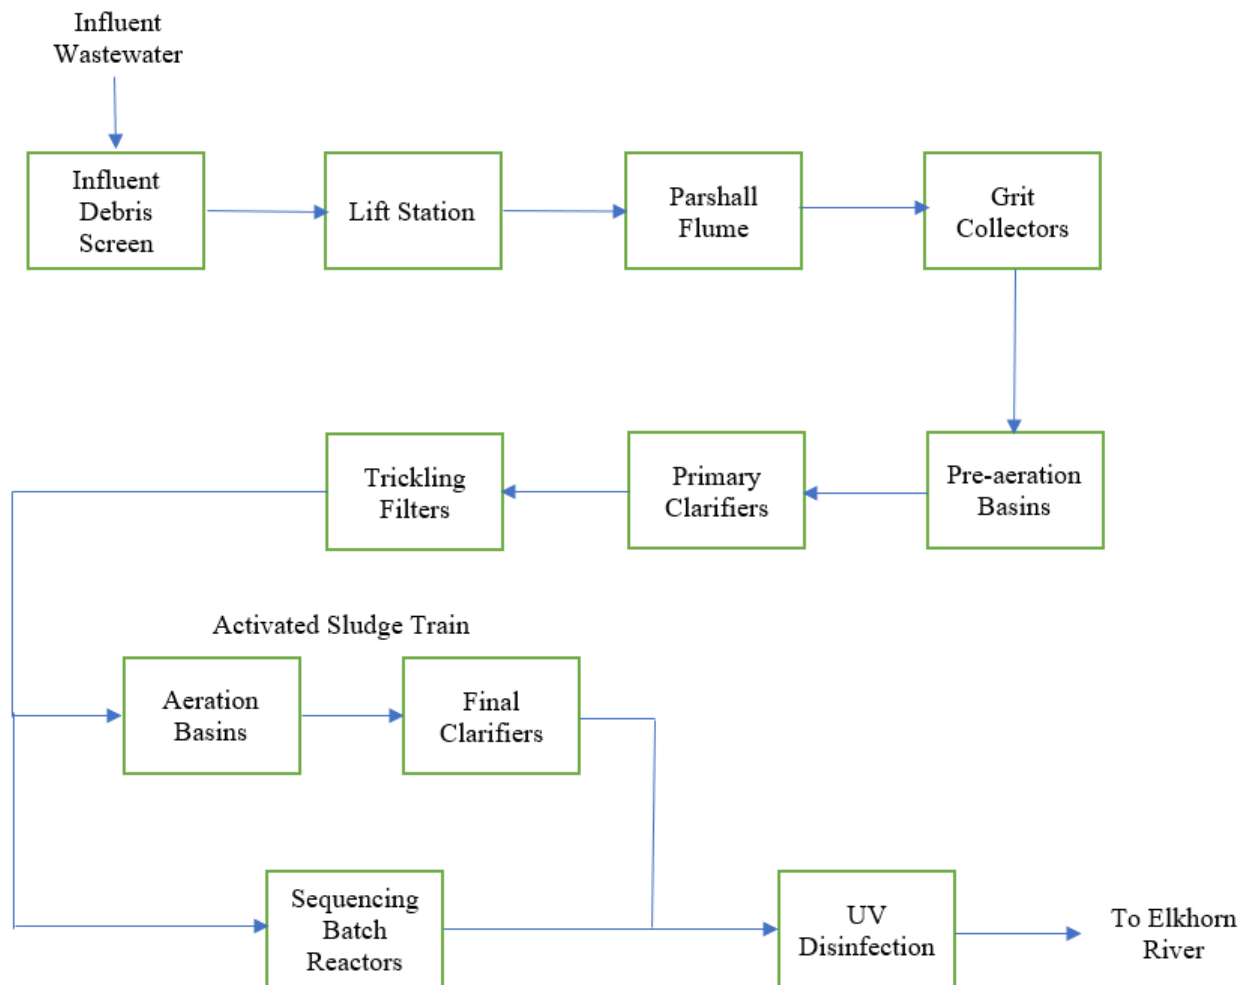 Influent
Wastewater
Influent
Debris
Screen
Lift Station
Parshall
Flume
Grit
Collectors
Pre-aeration
Basins
Primary
Clarifiers
Trickling
Filters
Activated Sludge Train
Aeration
Basins
Final
Clarifiers
Sequencing
Batch
Reactors
UV
Disinfection
To Elkhorn
River